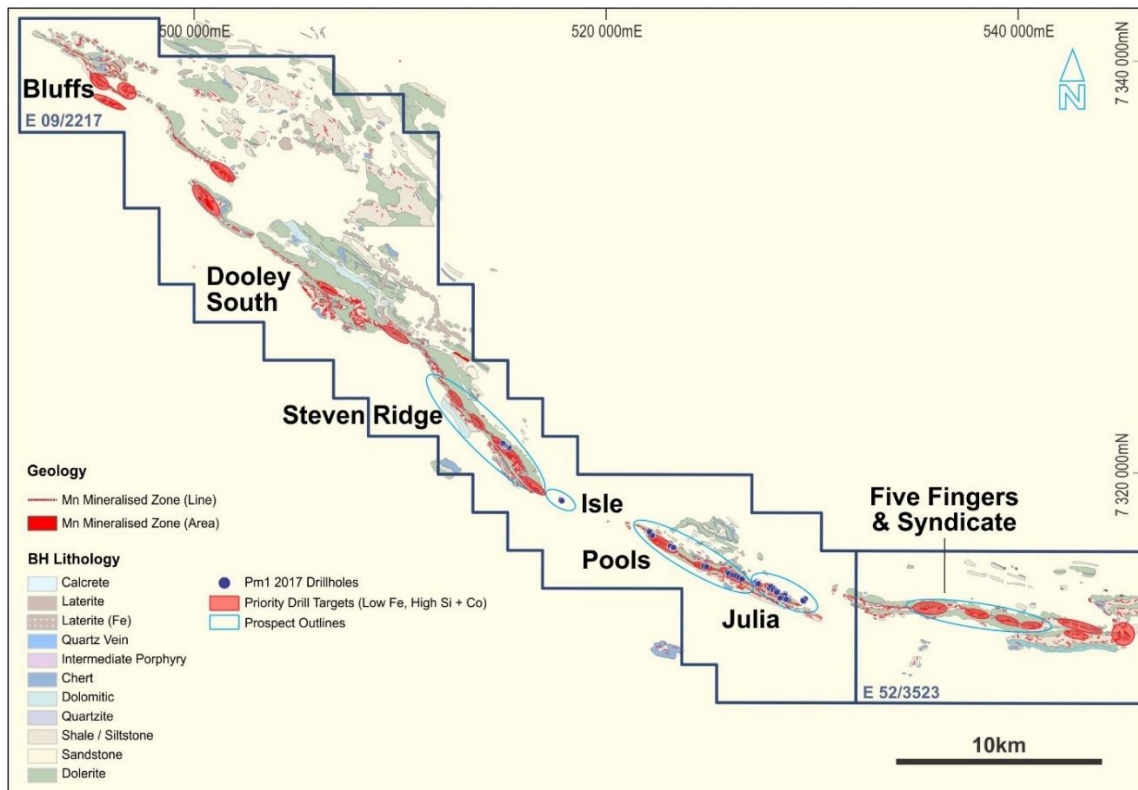 500 000mE
520 000mE
540 000mE
7 340 000mN
N
Bluffs
E 09/2217
Dooley
South
Steven Ridge
7 320 000mN
Isle
Five Fingers
& Syndicate
Pools
Julia
E 52/3523
10km
Geology
Mn Mineralised Zone (Line)
Mn Mineralised Zone (Area)
BH Lithology
Calcrete
Laterite
Laterite (Fe)
Quartz Vein
Intermediate Porphyry
Chert
Dolomitic
Quartzite
Shale / Siltstone
Sandstone
Dolerite
Pm1 2017 Drillholes
Priority Drill Targets (Low Fe, High Si + Co)
Prospect Outlines